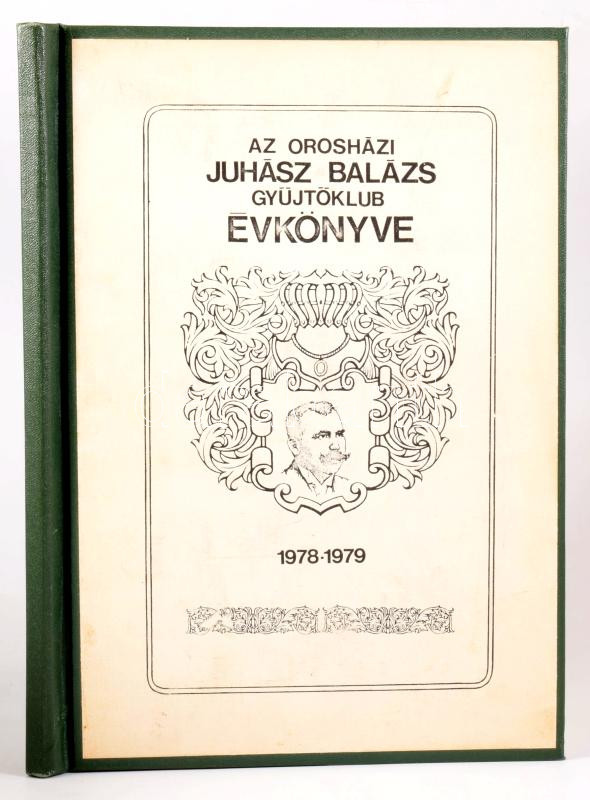 AZ OROSHÁZI
JUHÁSZ BALÁZS
GYŰJTŐKLUB
ÉVKÖNYVE
1978-1979